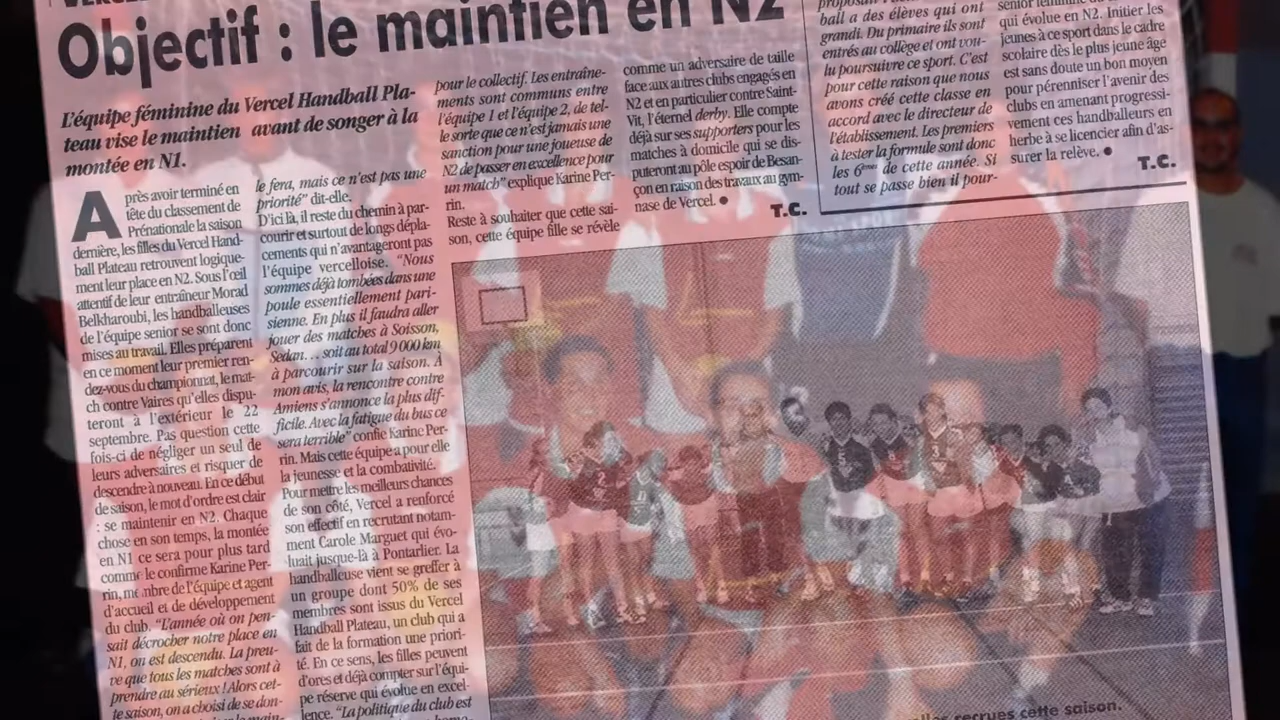 Objectif : le maintien en N2
L'équipe féminine du Vercel Handball Pla-
teau vise le maintien avant de songer à la
montée en N1.
Après avoir terminé en
tête du classement de
Prénationale la saison
dernière, les filles du Vercel Hand-
ball Plateau retrouvent logique-
ment leur place en N2. Sous l'œil
attentif de leur entraîneur Morad
Belkharoubi, les handballeuses
de l'équipe senior se sont donc
mises au travail. Elles préparent
en ce moment leur premier ren-
dez-vous du championnat, le mat-
ch contre Vaires qu'elles dispu-
teront à l'extérieur le 22
septembre. Pas question cette
fois-ci de négliger un seul de
leurs adversaires et risquer de
descendre à nouveau. En ce début
de saison, le mot d'ordre est clair
: se maintenir en N2. Chaque
chose en son temps, la montée
en N1 ce sera pour plus tard
comme le confirme Karine Per-
rin, membre de l'équipe et agent
d'accueil et de développement
du club. "L'année où on pen-
sait décrocher notre place en
N1, on est descendu. La preu-
ve que tous les matches sont à
prendre au sérieux ! Alors cet-
te saison, on a choisi de se don-
le fera, mais ce n'est pas une
priorité" dit-elle.
D'ici là, il reste du chemin à par-
courir et surtout de longs dépla-
cements qui n'avantageront pas
l'équipe vercelloise. "Nous
sommes déjà tombées dans une
poule essentiellement pari-
sienne. En plus il faudra aller
jouer des matches à Soisson,
Sedan… soit au total 9 000 km
à parcourir sur la saison. À
mon avis, la rencontre contre
Amiens s'annonce la plus dif-
ficile. Avec la fatigue du bus ce
sera terrible" confie Karine Per-
rin. Mais cette équipe a pour elle
la jeunesse et la combativité.
Pour mettre les meilleurs chances
de son côté, Vercel a renforcé
son effectif en recrutant notam-
ment Carole Marguet qui évo-
luait jusque-là à Pontarlier. La
handballeuse vient se greffer à
un groupe dont 50% de ses
membres sont issus du Vercel
Handball Plateau, un club qui a
fait de la formation une priori-
té. En ce sens, les filles peuvent
d'ores et déjà compter sur l'équi-
pe réserve qui évolue en excel-
lence. "La politique du club est
pour le collectif. Les entraîne-
ments sont communs entre
l'équipe 1 et l'équipe 2, de tel-
le sorte que ce n'est jamais une
sanction pour une joueuse de
N2 de passer en excellence pour
un match" explique Karine Per-
rin.
Reste à souhaiter que cette sai-
son, cette équipe fille se révèle
comme un adversaire de taille
face aux autres clubs engagés en
N2 et en particulier contre Saint-
Vit, l'éternel derby. Elle compte
déjà sur ses supporters pour les
matches à domicile qui se dis-
puteront au pôle espoir de Besan-
çon en raison des travaux au gym-
nase de Vercel. ●
T.C.
ball a des élèves qui ont
grandi. Du primaire ils sont
entrés au collège et ont vou-
lu poursuivre ce sport. C'est
pour cette raison que nous
avons créé cette classe en
accord avec le directeur de
l'établissement. Les premiers
à tester la formule sont donc
les 6èmes de cette année. Si
tout se passe bien il pour-
qui évolue en N2. Initier les
jeunes à ce sport dans le cadre
scolaire dès le plus jeune âge
est sans doute un bon moyen
pour pérenniser l'avenir des
clubs en amenant progressi-
vement ces handballeurs en
herbe à se licencier afin d'as-
surer la relève. ●
T.C.
recrues cette saison.